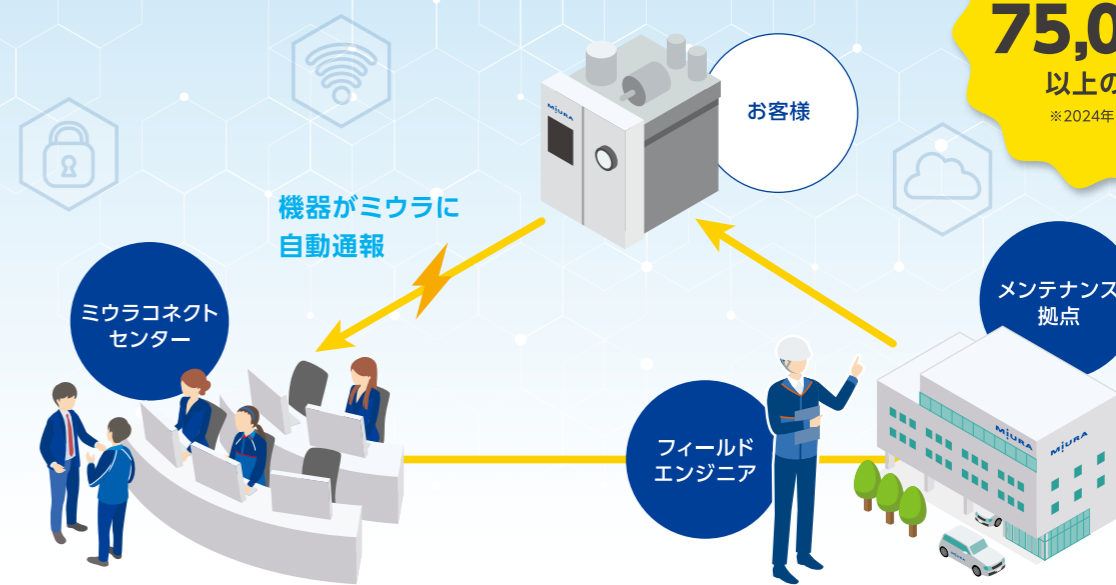 75,0
以上の
※2024年
MIURA
お客様
機器がミウラに
自動通報
ミウラコネクト
センター
メンテナンス
拠点
フィールド
エンジニア
MIURA
MIURA
MIURA